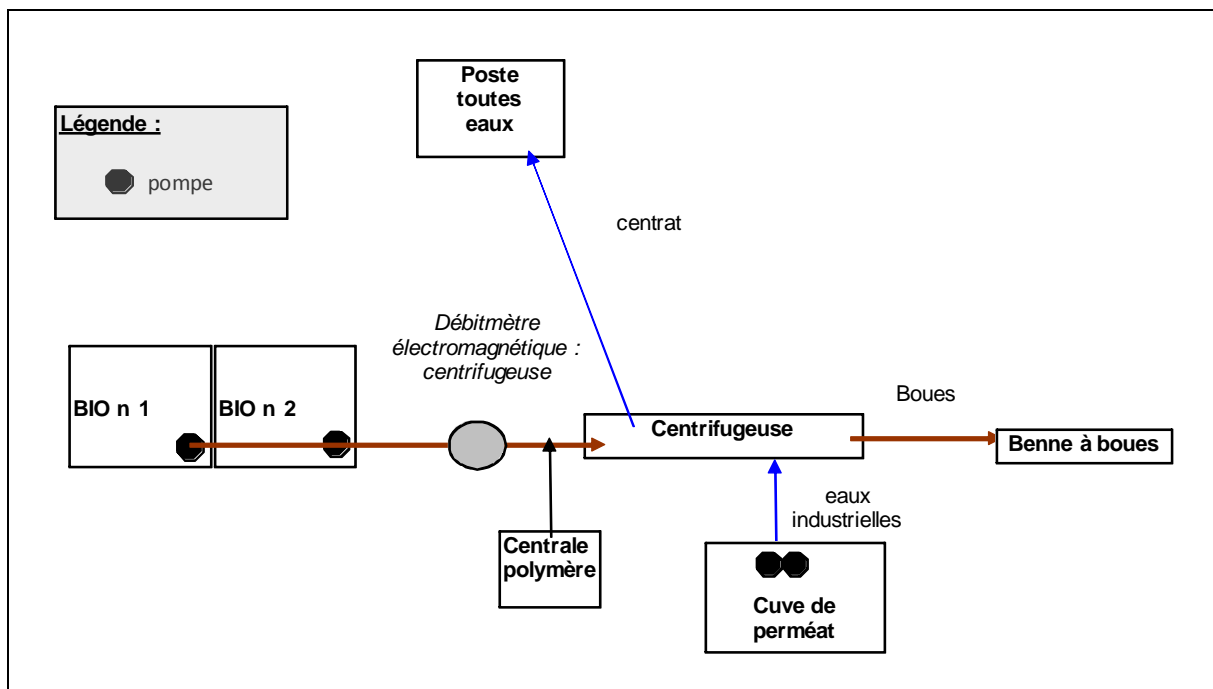 Poste
toutes
eaux
Légende :
pompe
centrat
Débitmètre
électromagnétique :
centrifugeuse
BIO n 1
BIO n 2
Centrifugeuse
Boues
Benne à boues
eaux
industrielles
Centrale
polymère
Cuve de
perméat